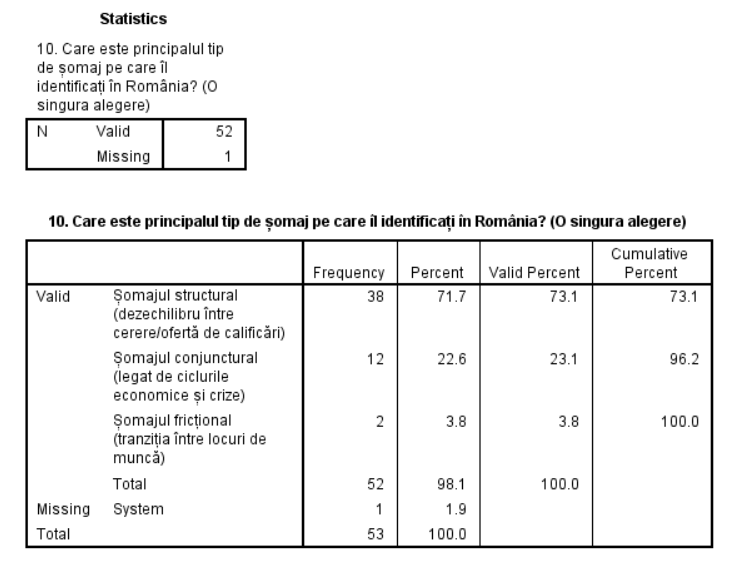 Statistics
10. Care este principalul tip
de șomaj pe care îl
identificați în România? (O
singura alegere)
N Valid 52
Missing 1
10. Care este principalul tip de șomaj pe care îl identificați în România? (O singura alegere)
Frequency Percent Valid Percent Cumulative
Percent
Valid Șomajul structural 38 71.7 73.1 73.1
(dezechilibru între
cerere/ofertă de calificări)
Șomajul conjunctural 12 22.6 23.1 96.2
(legat de ciclurile
economice și crize)
Șomajul fricțional 2 3.8 3.8 100.0
(tranziția între locuri de
muncă)
Total 52 98.1 100.0
Missing System 1 1.9
Total 53 100.0